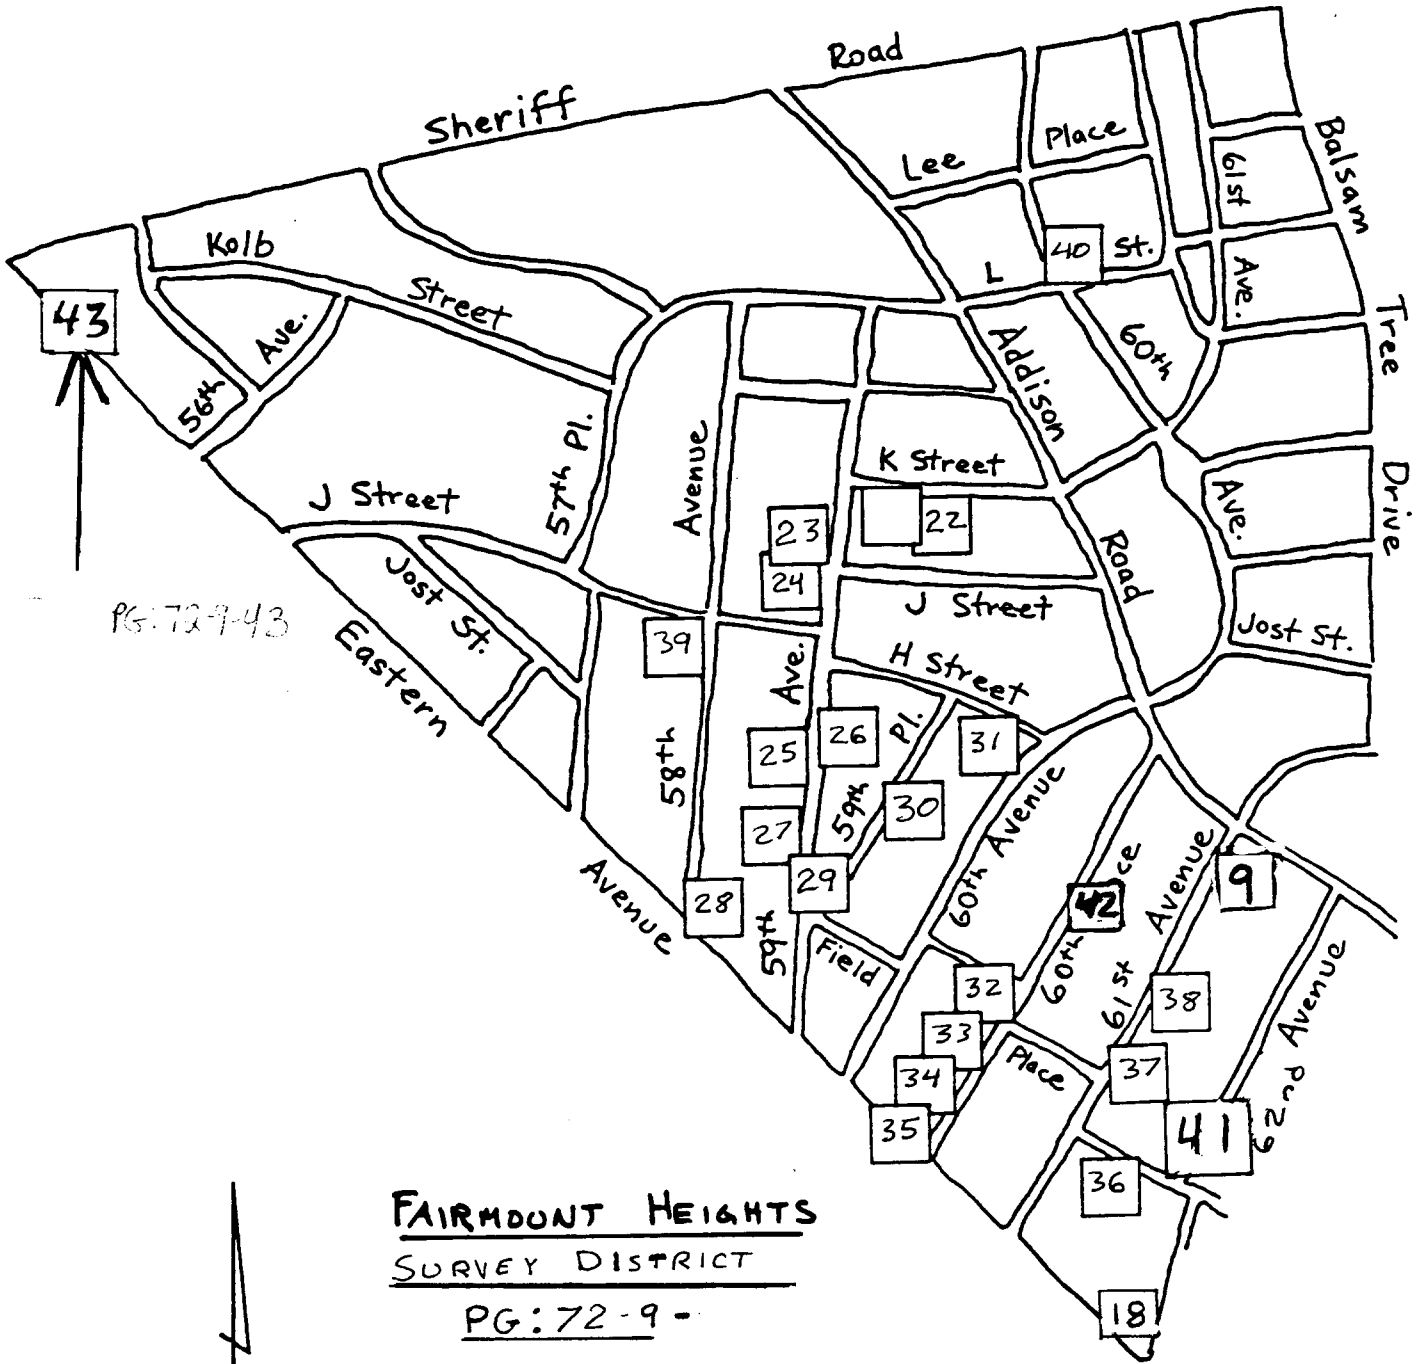 Sheriff Road
Lee Place
Balsam Tree Drive
61st Ave.
Kolb Street
L St.
40
43
56th Ave.
60th
Addison Road
57th Pl.
K Street
22
23
24
J Street
Jost St.
J Street
Ave.
Jost St.
PG:72-9-43
39
H Street
Eastern Avenue
58th Avenue
59th Ave.
25
26
59th Pl.
31
27
30
29
28
60th Avenue
60th
42
ce
61st Avenue
9
Field Place
32
33
34
35
38
37
41
62nd Avenue
36
18
FAIRMOUNT HEIGHTS
SURVEY DISTRICT
PG:72-9-